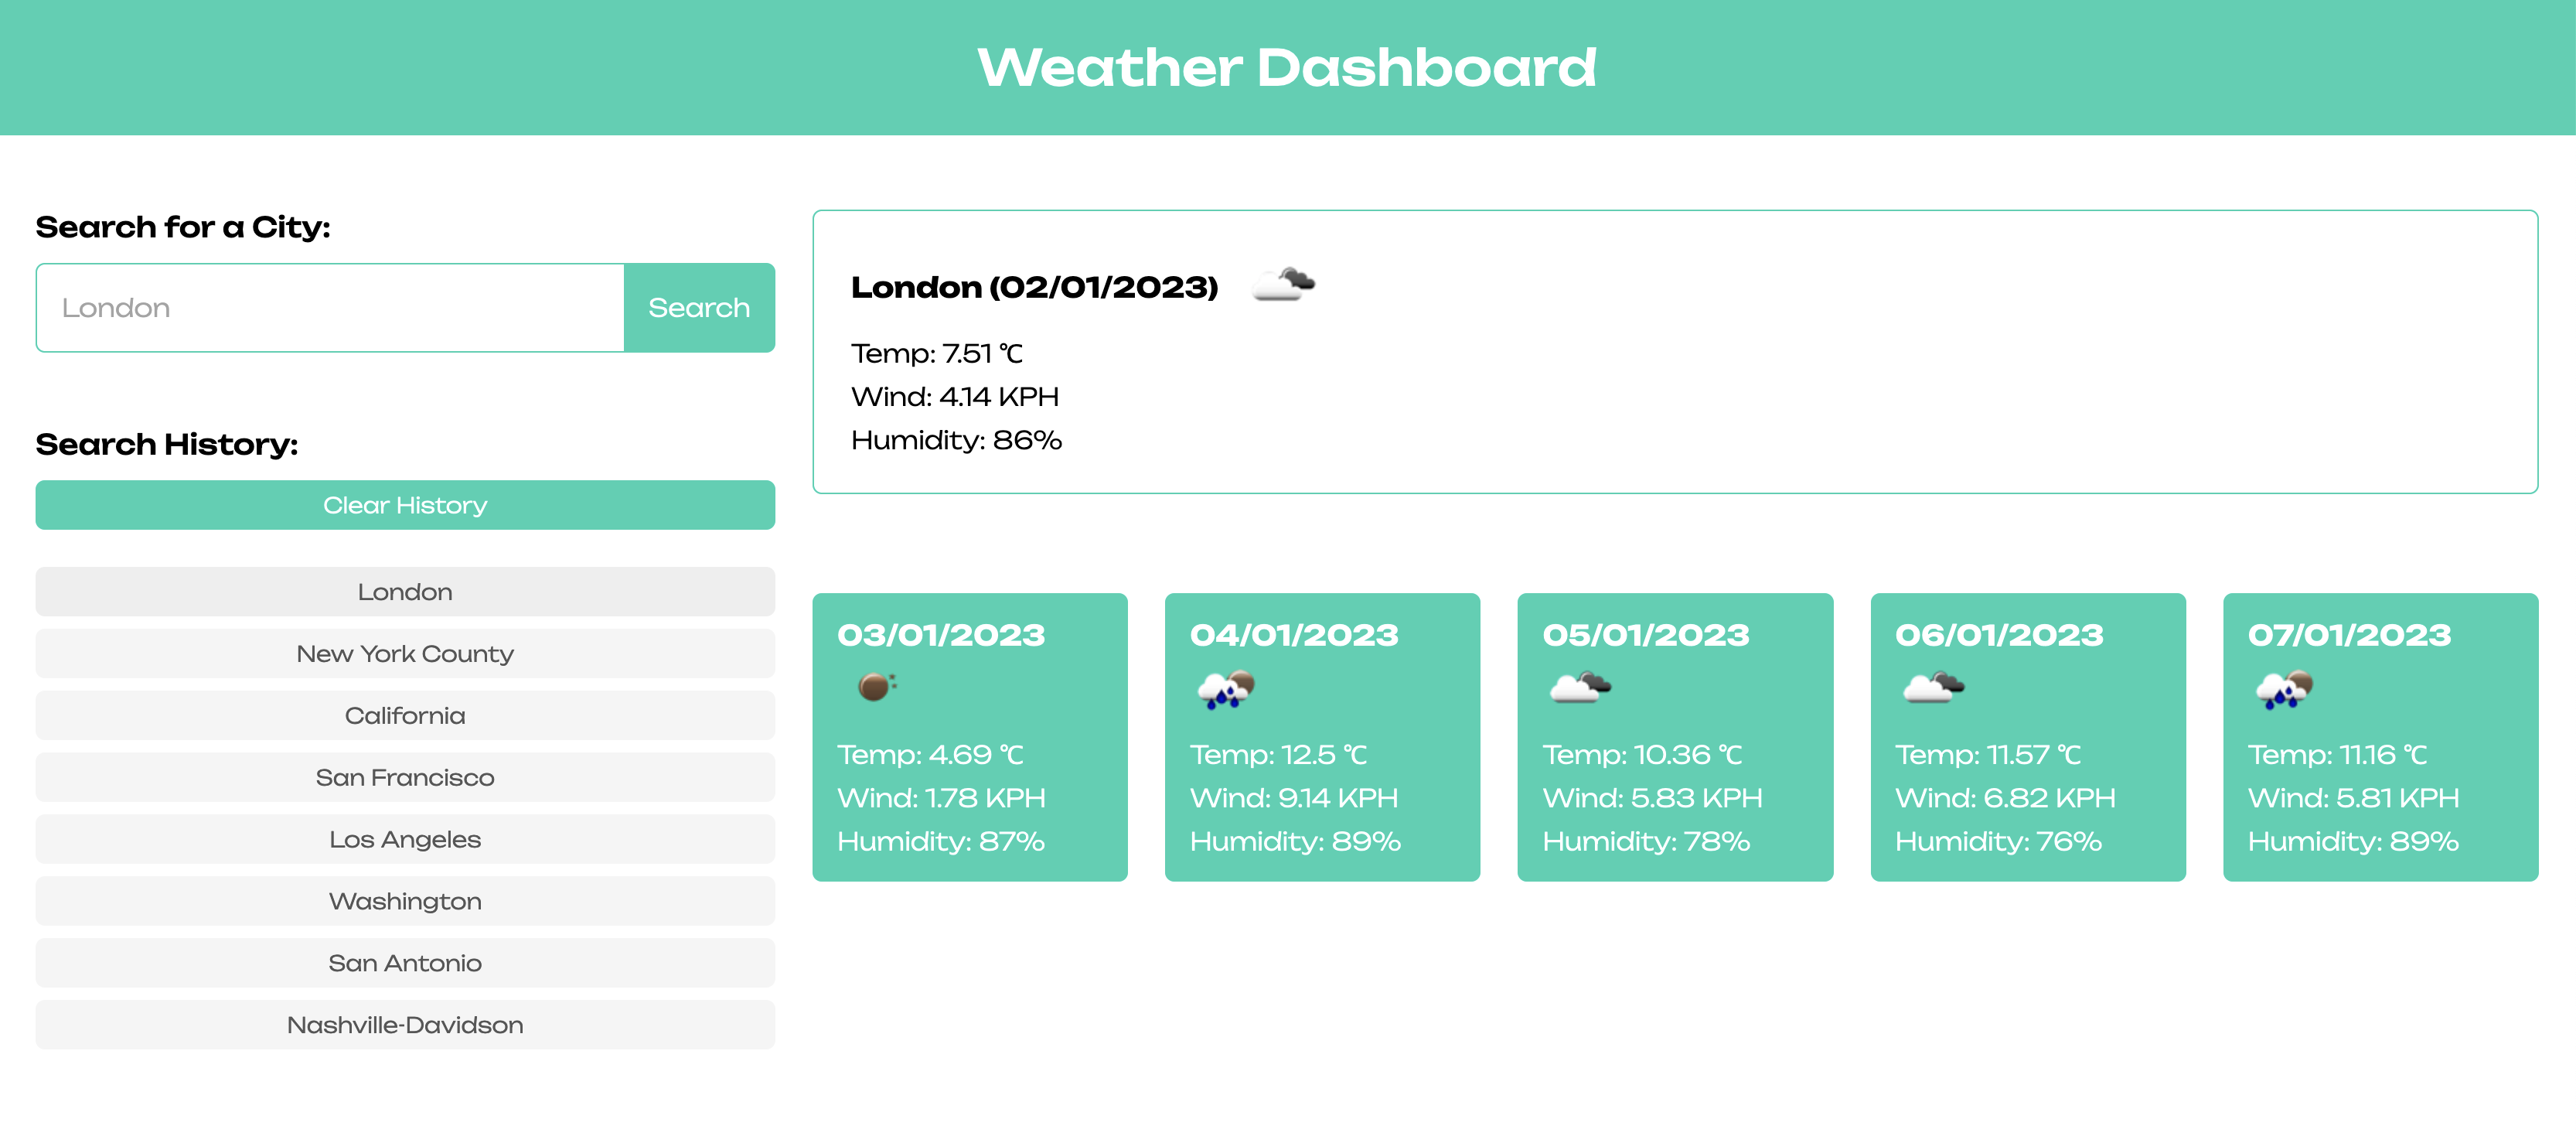 Weather Dashboard
Search for a City:
London
Search
Search History:
Clear History
London
New York County
California
San Francisco
Los Angeles
Washington
San Antonio
Nashville-Davidson
London (02/01/2023)
Temp: 7.51 ℃
Wind: 4.14 KPH
Humidity: 86%
03/01/2023
Temp: 4.69 ℃
Wind: 1.78 KPH
Humidity: 87%
04/01/2023
Temp: 12.5 ℃
Wind: 9.14 KPH
Humidity: 89%
05/01/2023
Temp: 10.36 ℃
Wind: 5.83 KPH
Humidity: 78%
06/01/2023
Temp: 11.57 ℃
Wind: 6.82 KPH
Humidity: 76%
07/01/2023
Temp: 11.16 ℃
Wind: 5.81 KPH
Humidity: 89%